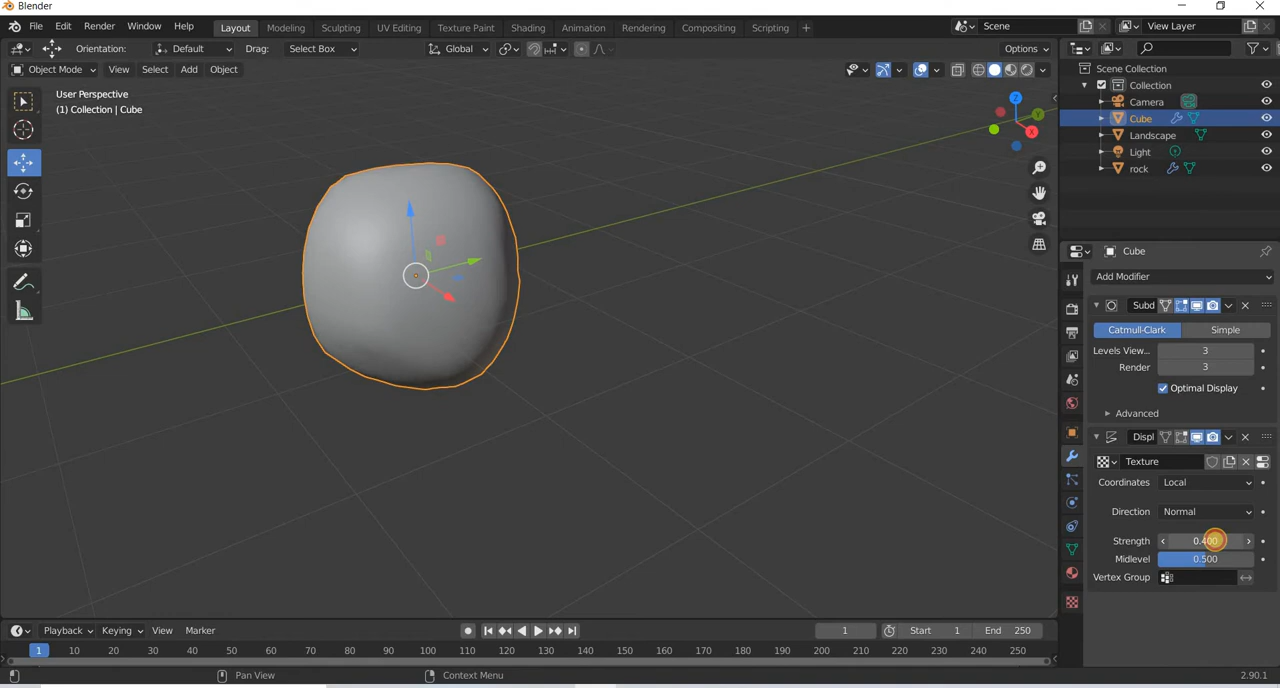 Blender
File Edit Render Window Help Layout Modeling Sculpting UV Editing Texture Paint Shading Animation Rendering Compositing Scripting + Scene View Layer
Orientation: Default Drag: Select Box Global Options
Object Mode View Select Add Object
User Perspective
(1) Collection | Cube
Z
Y
X
Scene Collection
Collection
Camera
Cube
Landscape
Light
rock
Cube
Add Modifier
Subd
Catmull-Clark Simple
Levels View... 3
Render 3
Optimal Display
Advanced
Displ
Texture
Coordinates Local
Direction Normal
Strength 0.400
Midlevel 0.500
Vertex Group
Playback Keying View Marker 1 Start 1 End 250
1 10 20 30 40 50 60 70 80 90 100 110 120 130 140 150 160 170 180 190 200 210 220 230 240 250
Pan View Context Menu 2.90.1